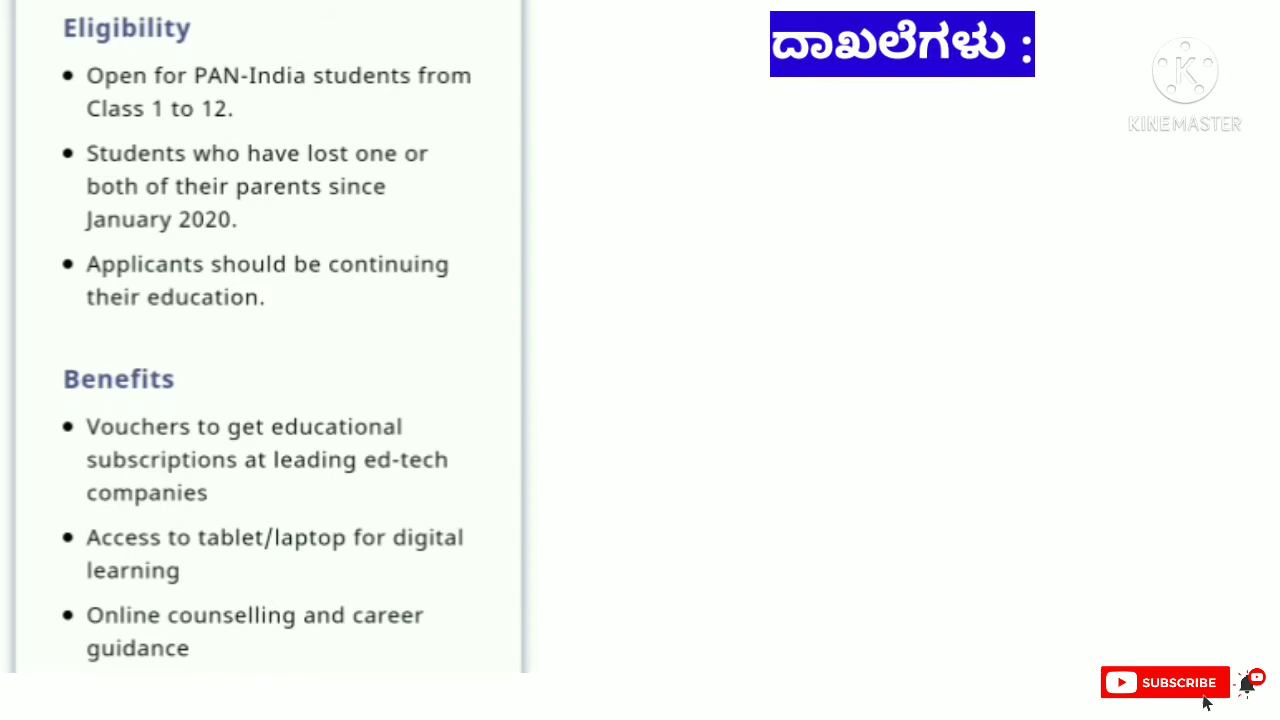 Eligibility
● Open for PAN-India students from
Class 1 to 12.
● Students who have lost one or
both of their parents since
January 2020.
● Applicants should be continuing
their education.
Benefits
● Vouchers to get educational
subscriptions at leading ed-tech
companies
● Access to tablet/laptop for digital
learning
● Online counselling and career
guidance
ದಾಖಲೆಗಳು :
K
KINEMASTER
SUBSCRIBE